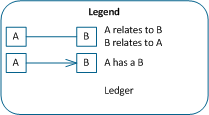 Legend
A B A relates to B
B relates to A
A B A has a B
Ledger